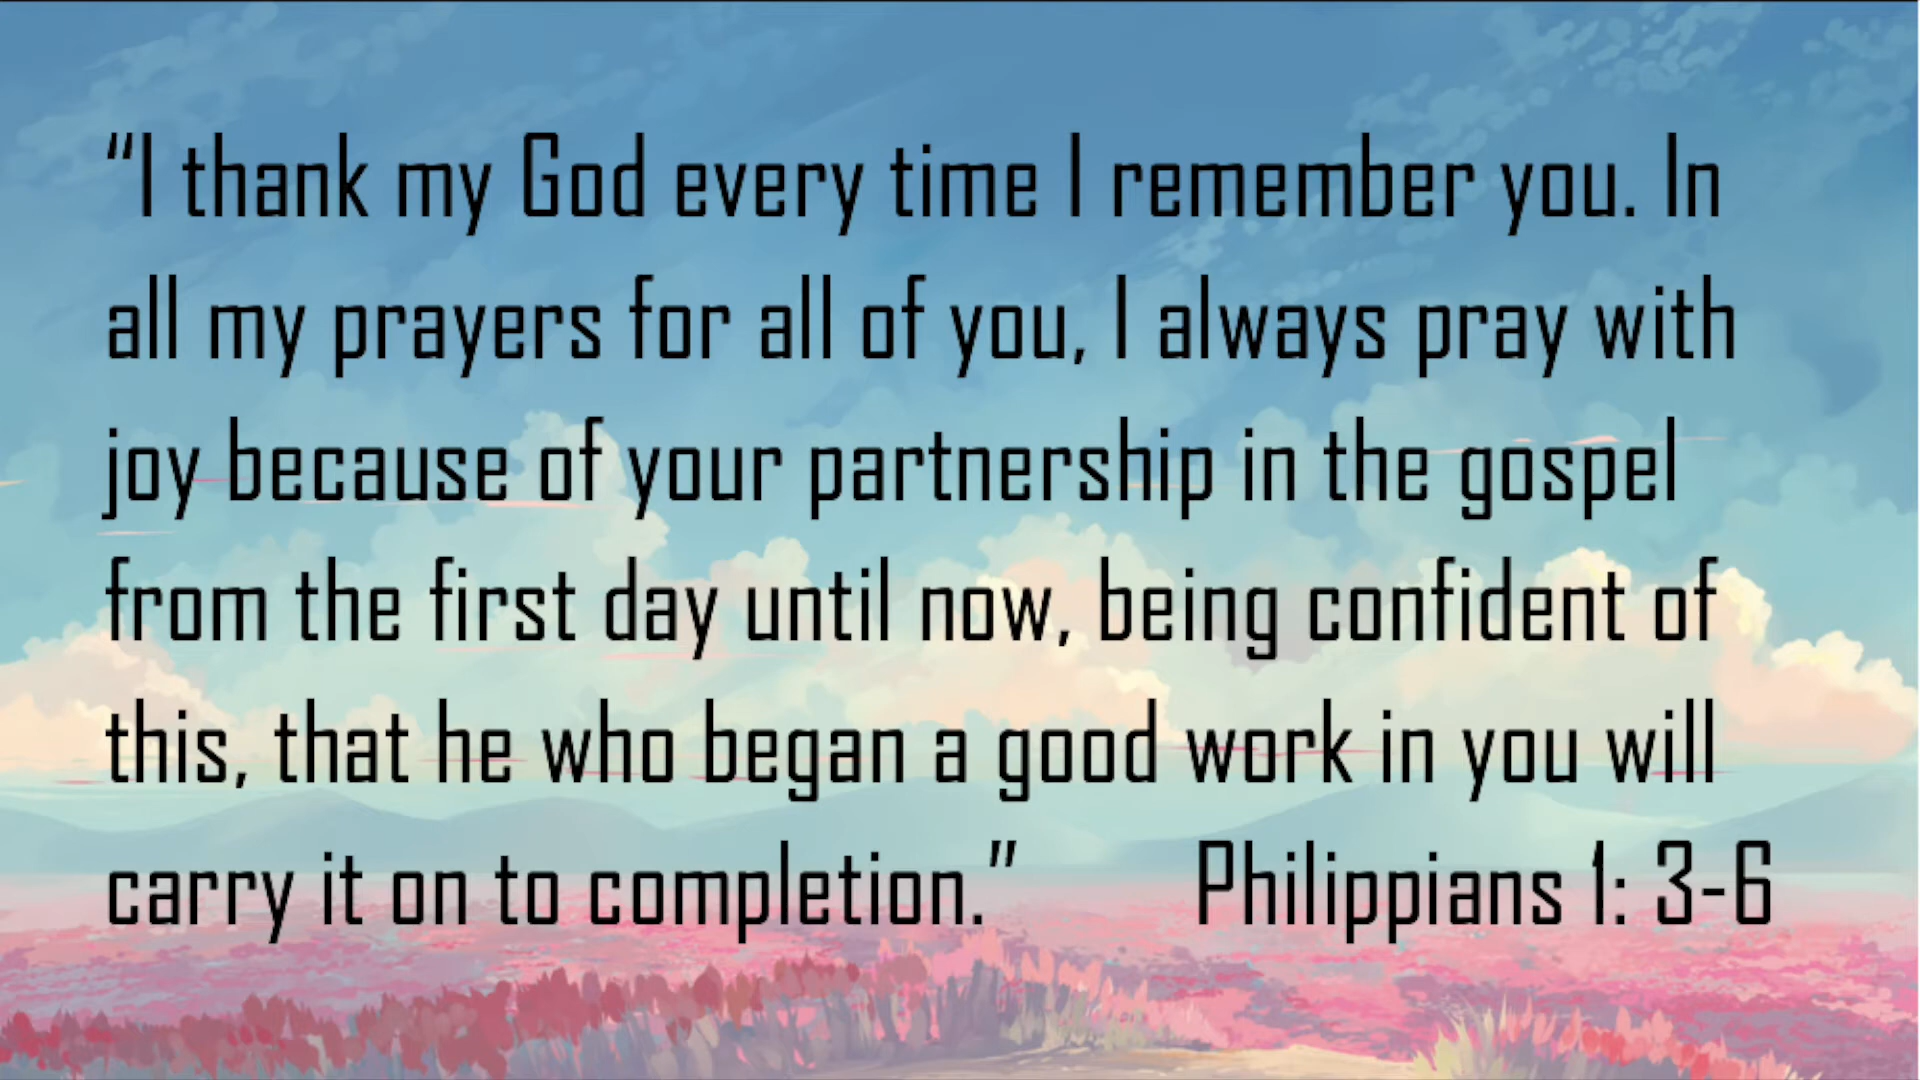 “I thank my God every time I remember you. In
all my prayers for all of you, I always pray with
joy because of your partnership in the gospel
from the first day until now, being confident of
this, that he who began a good work in you will
carry it on to completion.” Philippians 1: 3-6